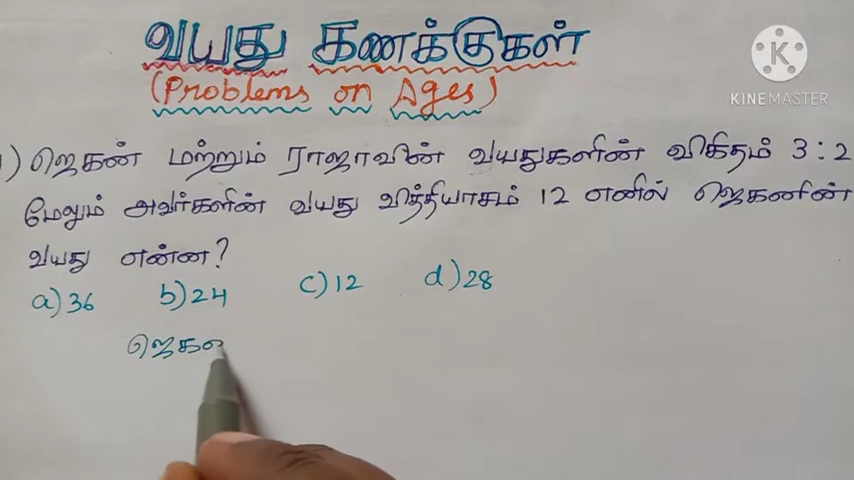 வயது கணக்குகள்
(Problems on Ages)
K
KINEMASTER
1) ஜெகன் மற்றும் ராஜாவின் வயதுகளின் விகிதம் 3:2
மேலும் அவர்களின் வயது வித்தியாசம் 12 எனில் ஜெகனின்
வயது என்ன?
a) 36 b) 24 c) 12 d) 28
ஜெக